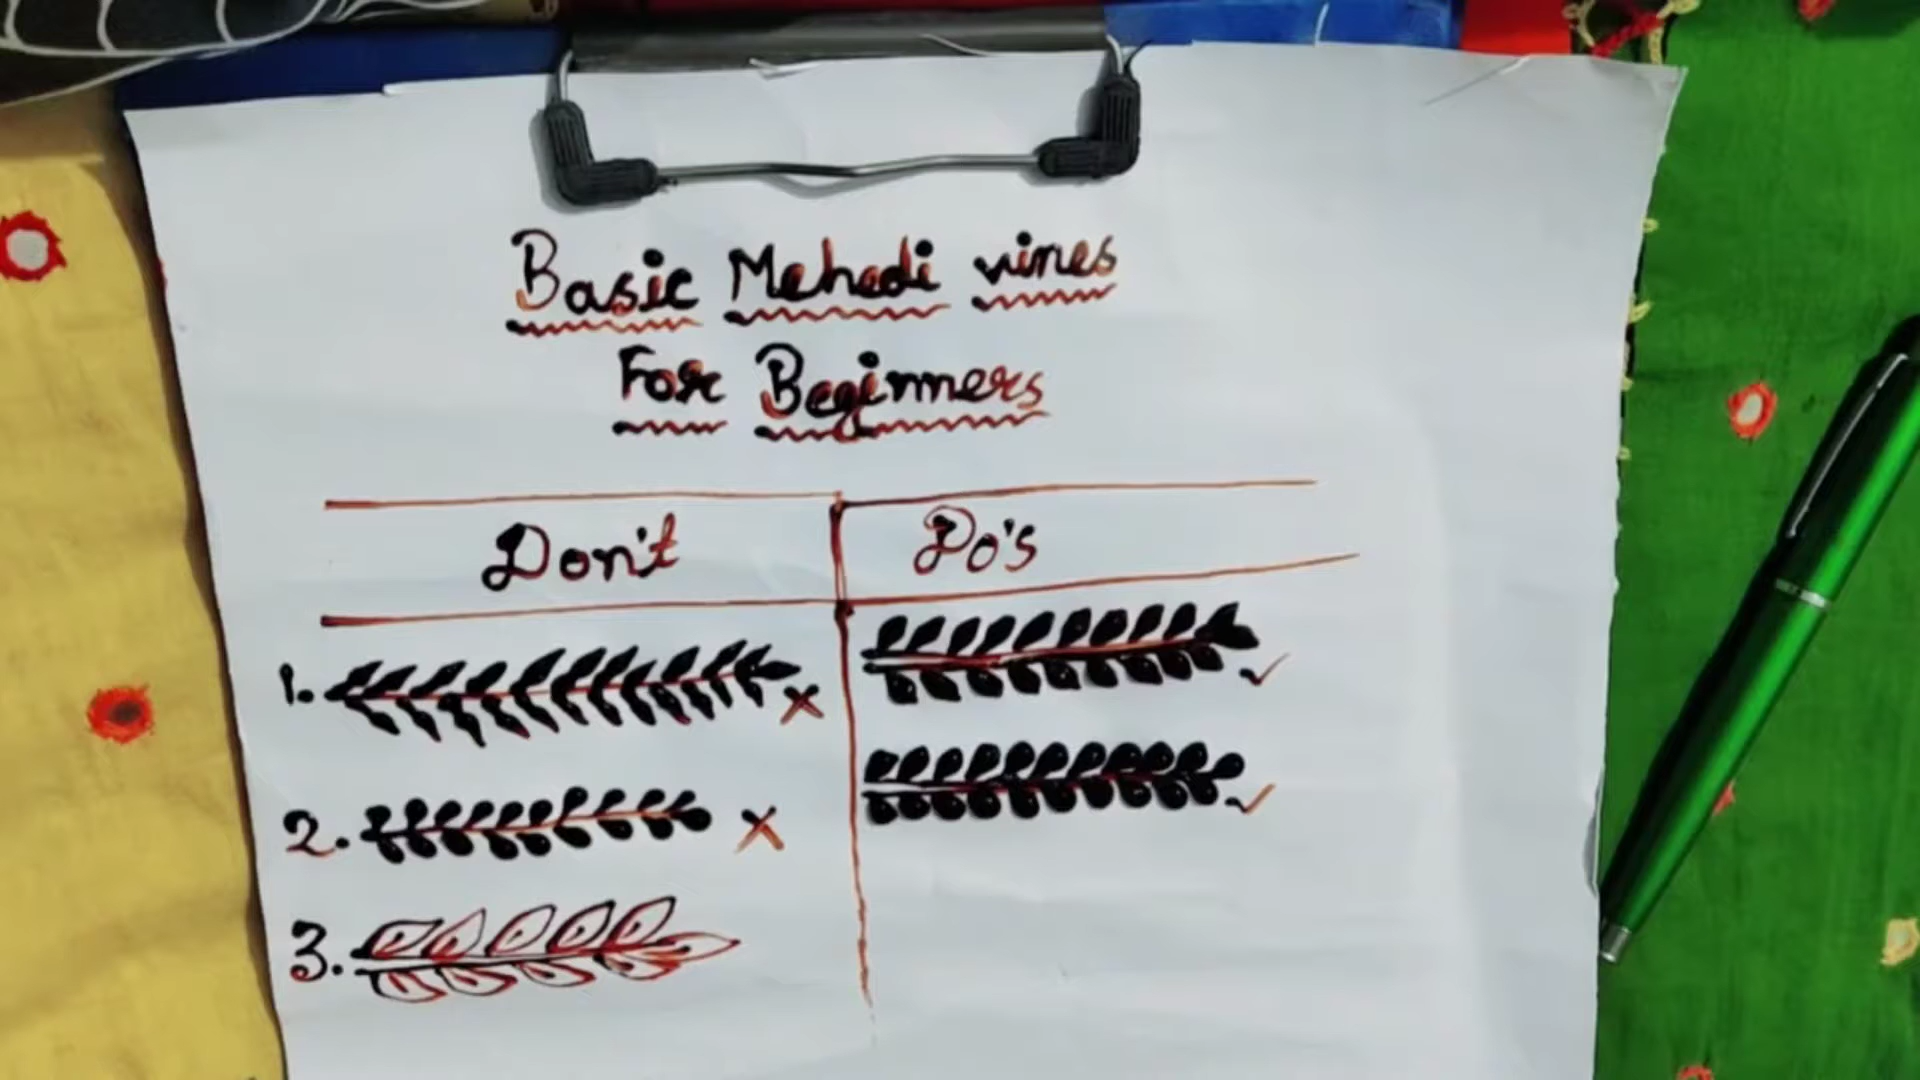 Basic Mehedi vines
For Beginners
Don't Do's
1.
2.
3.